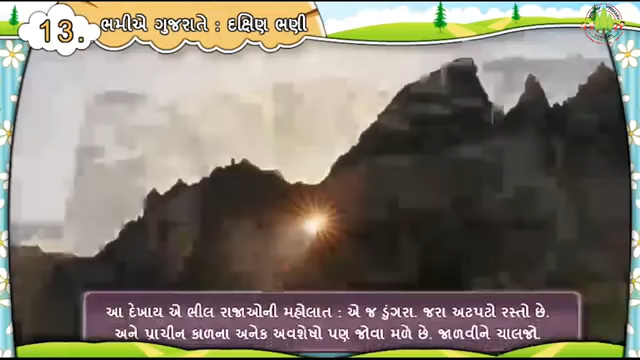 13. ભમીએ ગુજરાતે : દક્ષિણ ભણી
આ દેખાય એ ભીલ રાજાઓની મહોલાત : એ જ ડુંગરા. જરા અટપટો રસ્તો છે.
અને પ્રાચીન કાળના અનેક અવશેષો પણ જોવા મળે છે. જાળવીને ચાલજો.